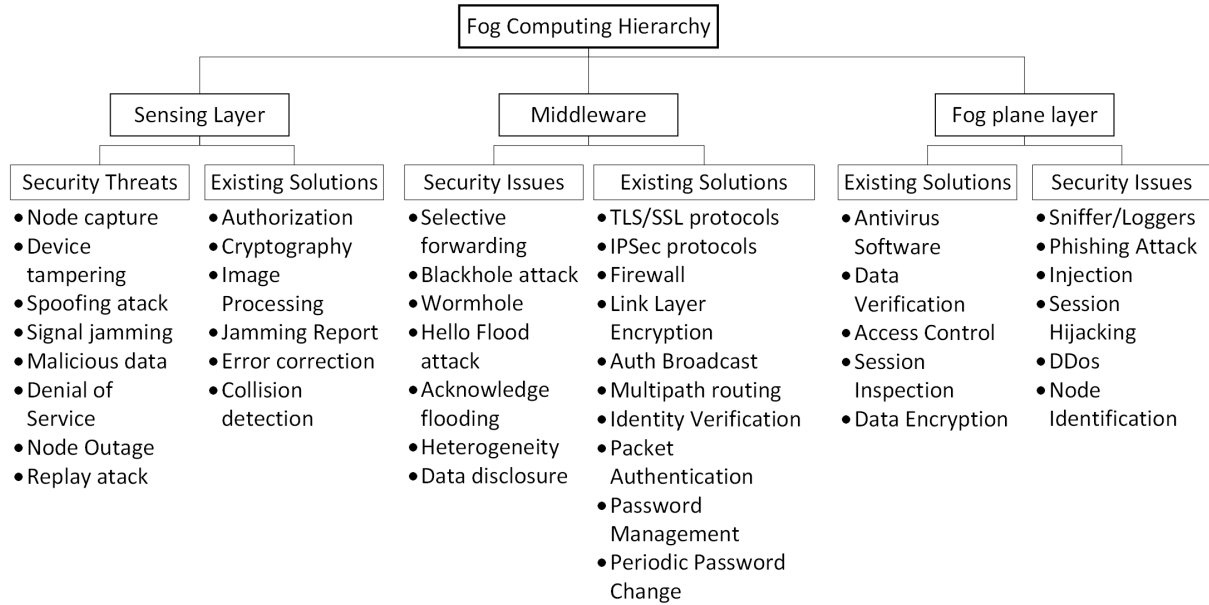 Fog Computing Hierarchy
Sensing Layer
Middleware
Fog plane layer
Security Threats
• Node capture
• Device
tampering
• Spoofing atack
• Signal jamming
• Malicious data
• Denial of
Service
• Node Outage
• Replay atack
Existing Solutions
• Authorization
• Cryptography
• Image
Processing
• Jamming Report
• Error correction
• Collision
detection
Security Issues
• Selective
forwarding
• Blackhole attack
• Wormhole
• Hello Flood
attack
• Acknowledge
flooding
• Heterogeneity
• Data disclosure
Existing Solutions
• TLS/SSL protocols
• IPSec protocols
• Firewall
• Link Layer
Encryption
• Auth Broadcast
• Multipath routing
• Identity Verification
• Packet
Authentication
• Password
Management
• Periodic Password
Change
Existing Solutions
• Antivirus
Software
• Data
Verification
• Access Control
• Session
Inspection
• Data Encryption
Security Issues
• Sniffer/Loggers
• Phishing Attack
• Injection
• Session
Hijacking
• DDos
• Node
Identification